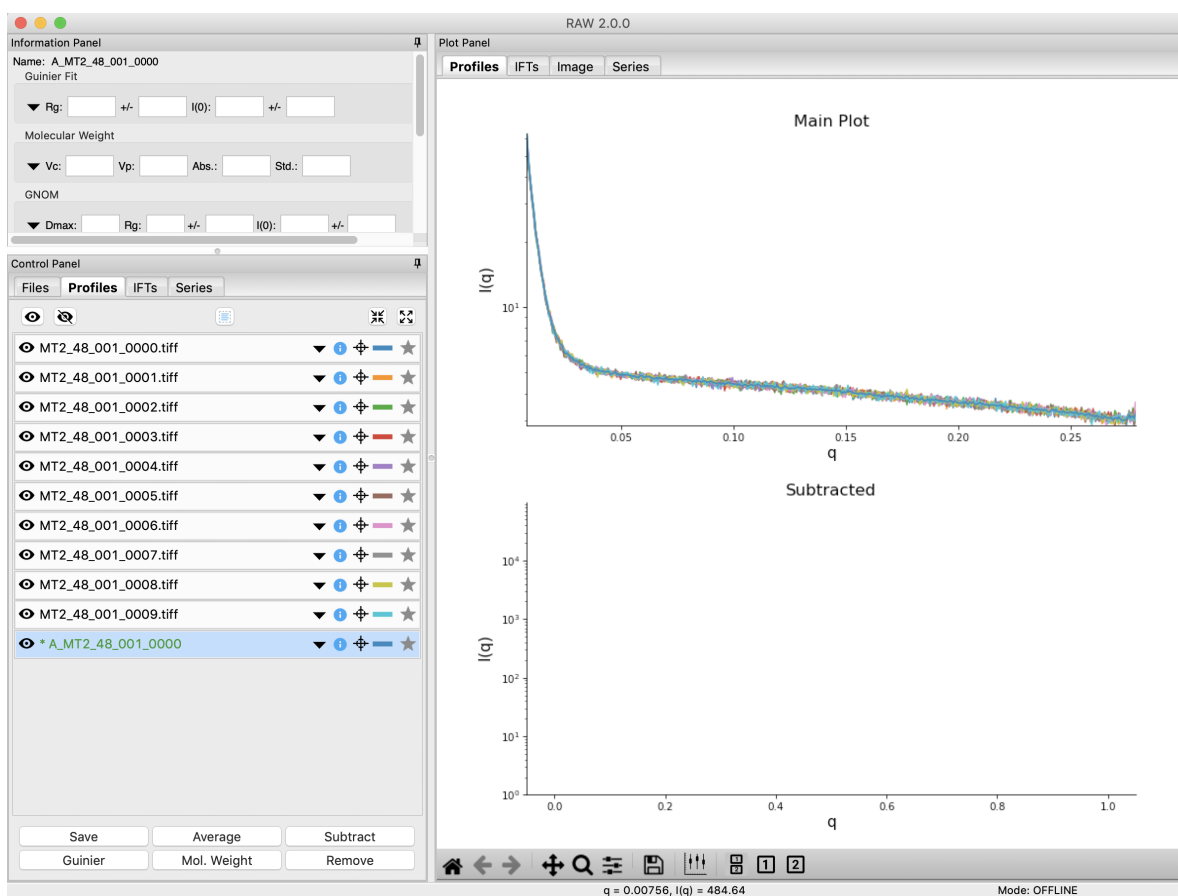 RAW 2.0.0
Information Panel
Name: A_MT2_48_001_0000
Guinier Fit
Rg: +/- I(0): +/-
Molecular Weight
Vc: Vp: Abs.: Std.:
GNOM
Dmax: Rg: +/- I(0): +/-
Control Panel
Files Profiles IFTs Series
MT2_48_001_0000.tiff
MT2_48_001_0001.tiff
MT2_48_001_0002.tiff
MT2_48_001_0003.tiff
MT2_48_001_0004.tiff
MT2_48_001_0005.tiff
MT2_48_001_0006.tiff
MT2_48_001_0007.tiff
MT2_48_001_0008.tiff
MT2_48_001_0009.tiff
* A_MT2_48_001_0000
Save Average Subtract
Guinier Mol. Weight Remove
Plot Panel
Profiles IFTs Image Series
Main Plot
I(q)
10¹
0.05 0.10 0.15 0.20 0.25
q
Subtracted
I(q)
10⁴
10³
10²
10¹
10⁰
0.0 0.2 0.4 0.6 0.8 1.0
q
1 2 1 2
q = 0.00756, I(q) = 484.64 Mode: OFFLINE